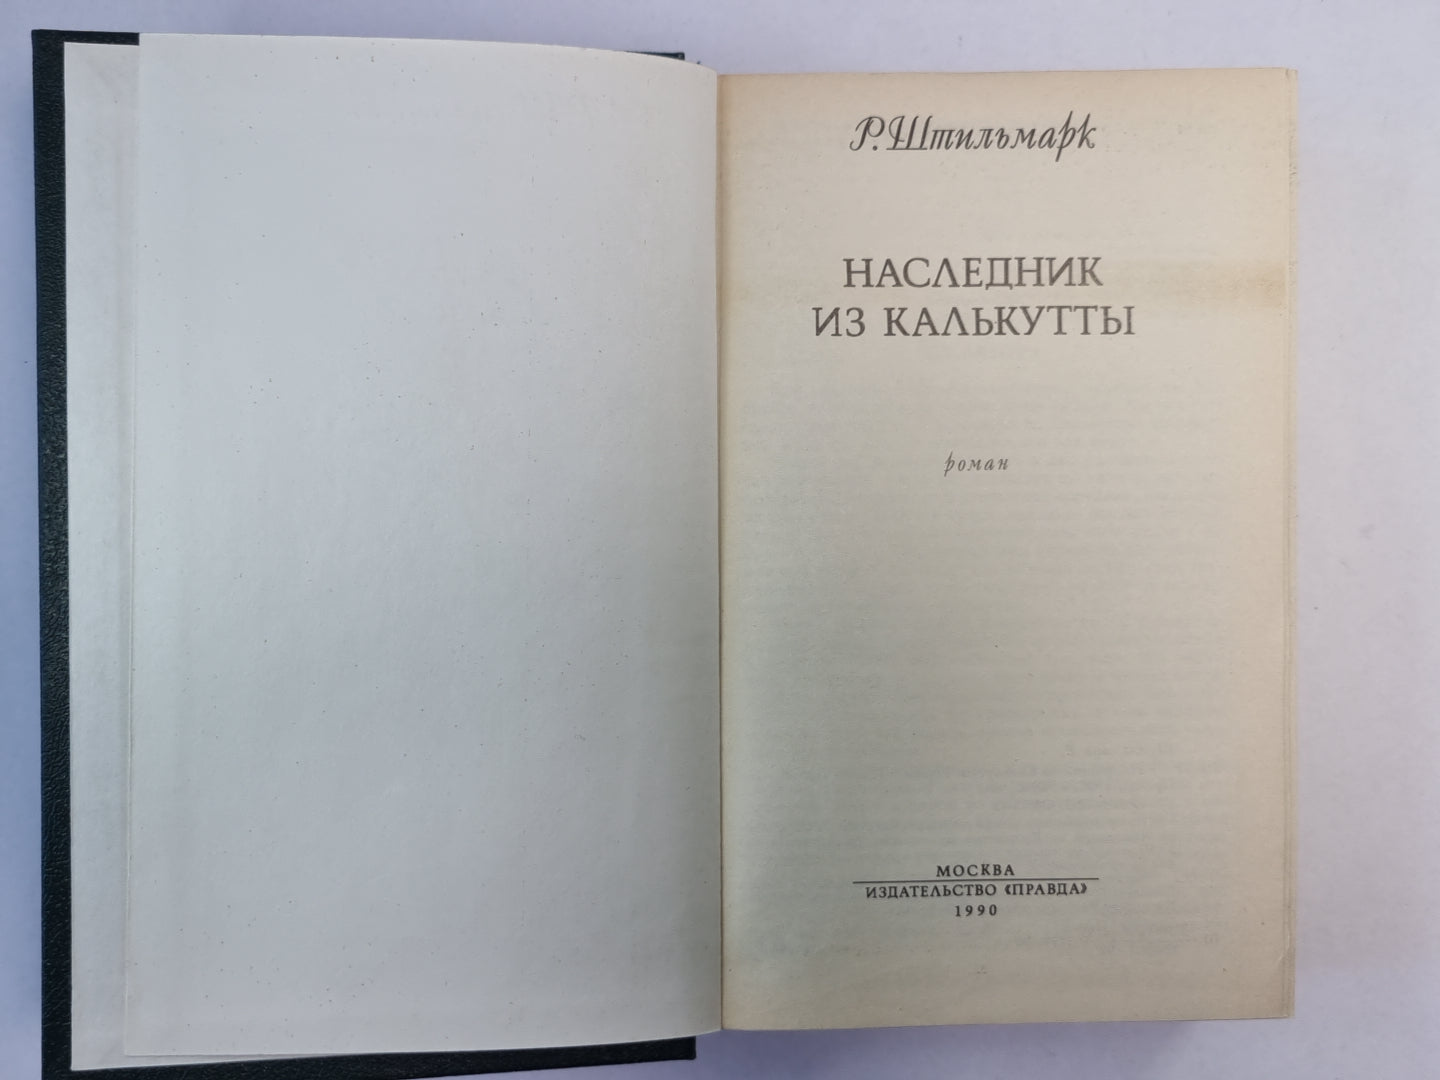 Р. Штильмарк
НАСЛЕДНИК
ИЗ КАЛЬКУТТЫ
роман
МОСКВА
ИЗДАТЕЛЬСТВО «ПРАВДА»
1990